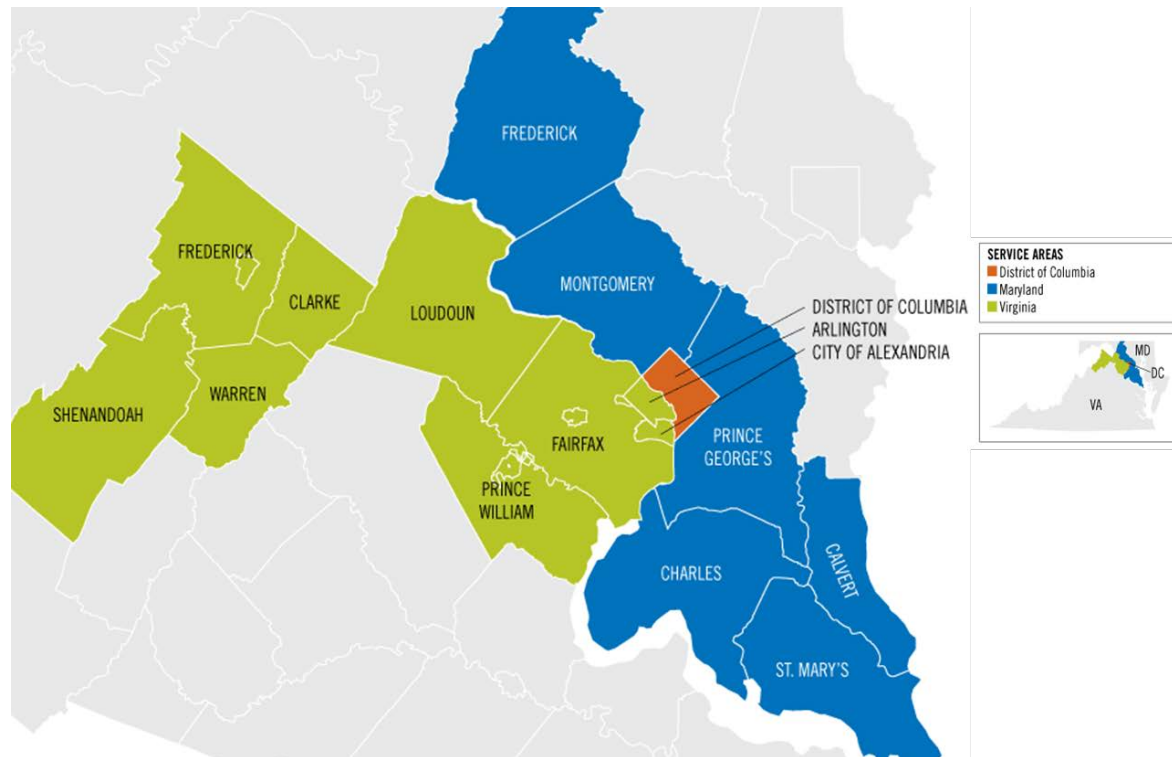 FREDERICK
FREDERICK
CLARKE
LOUDOUN
MONTGOMERY
DISTRICT OF COLUMBIA
ARLINGTON
CITY OF ALEXANDRIA
SHENANDOAH
WARREN
FAIRFAX
PRINCE
GEORGE'S
PRINCE
WILLIAM
CHARLES
CALVERT
ST. MARY'S
SERVICE AREAS
District of Columbia
Maryland
Virginia
MD
DC
VA